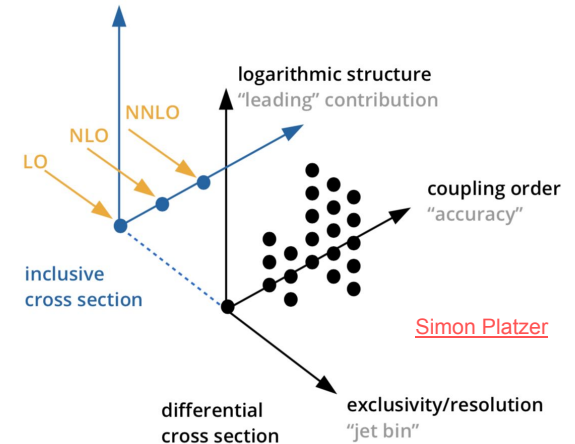 logarithmic structure
"leading" contribution
NNLO
NLO
LO
coupling order
"accuracy"
inclusive
cross section
Simon Platzer
differential
cross section
exclusivity/resolution
"jet bin"